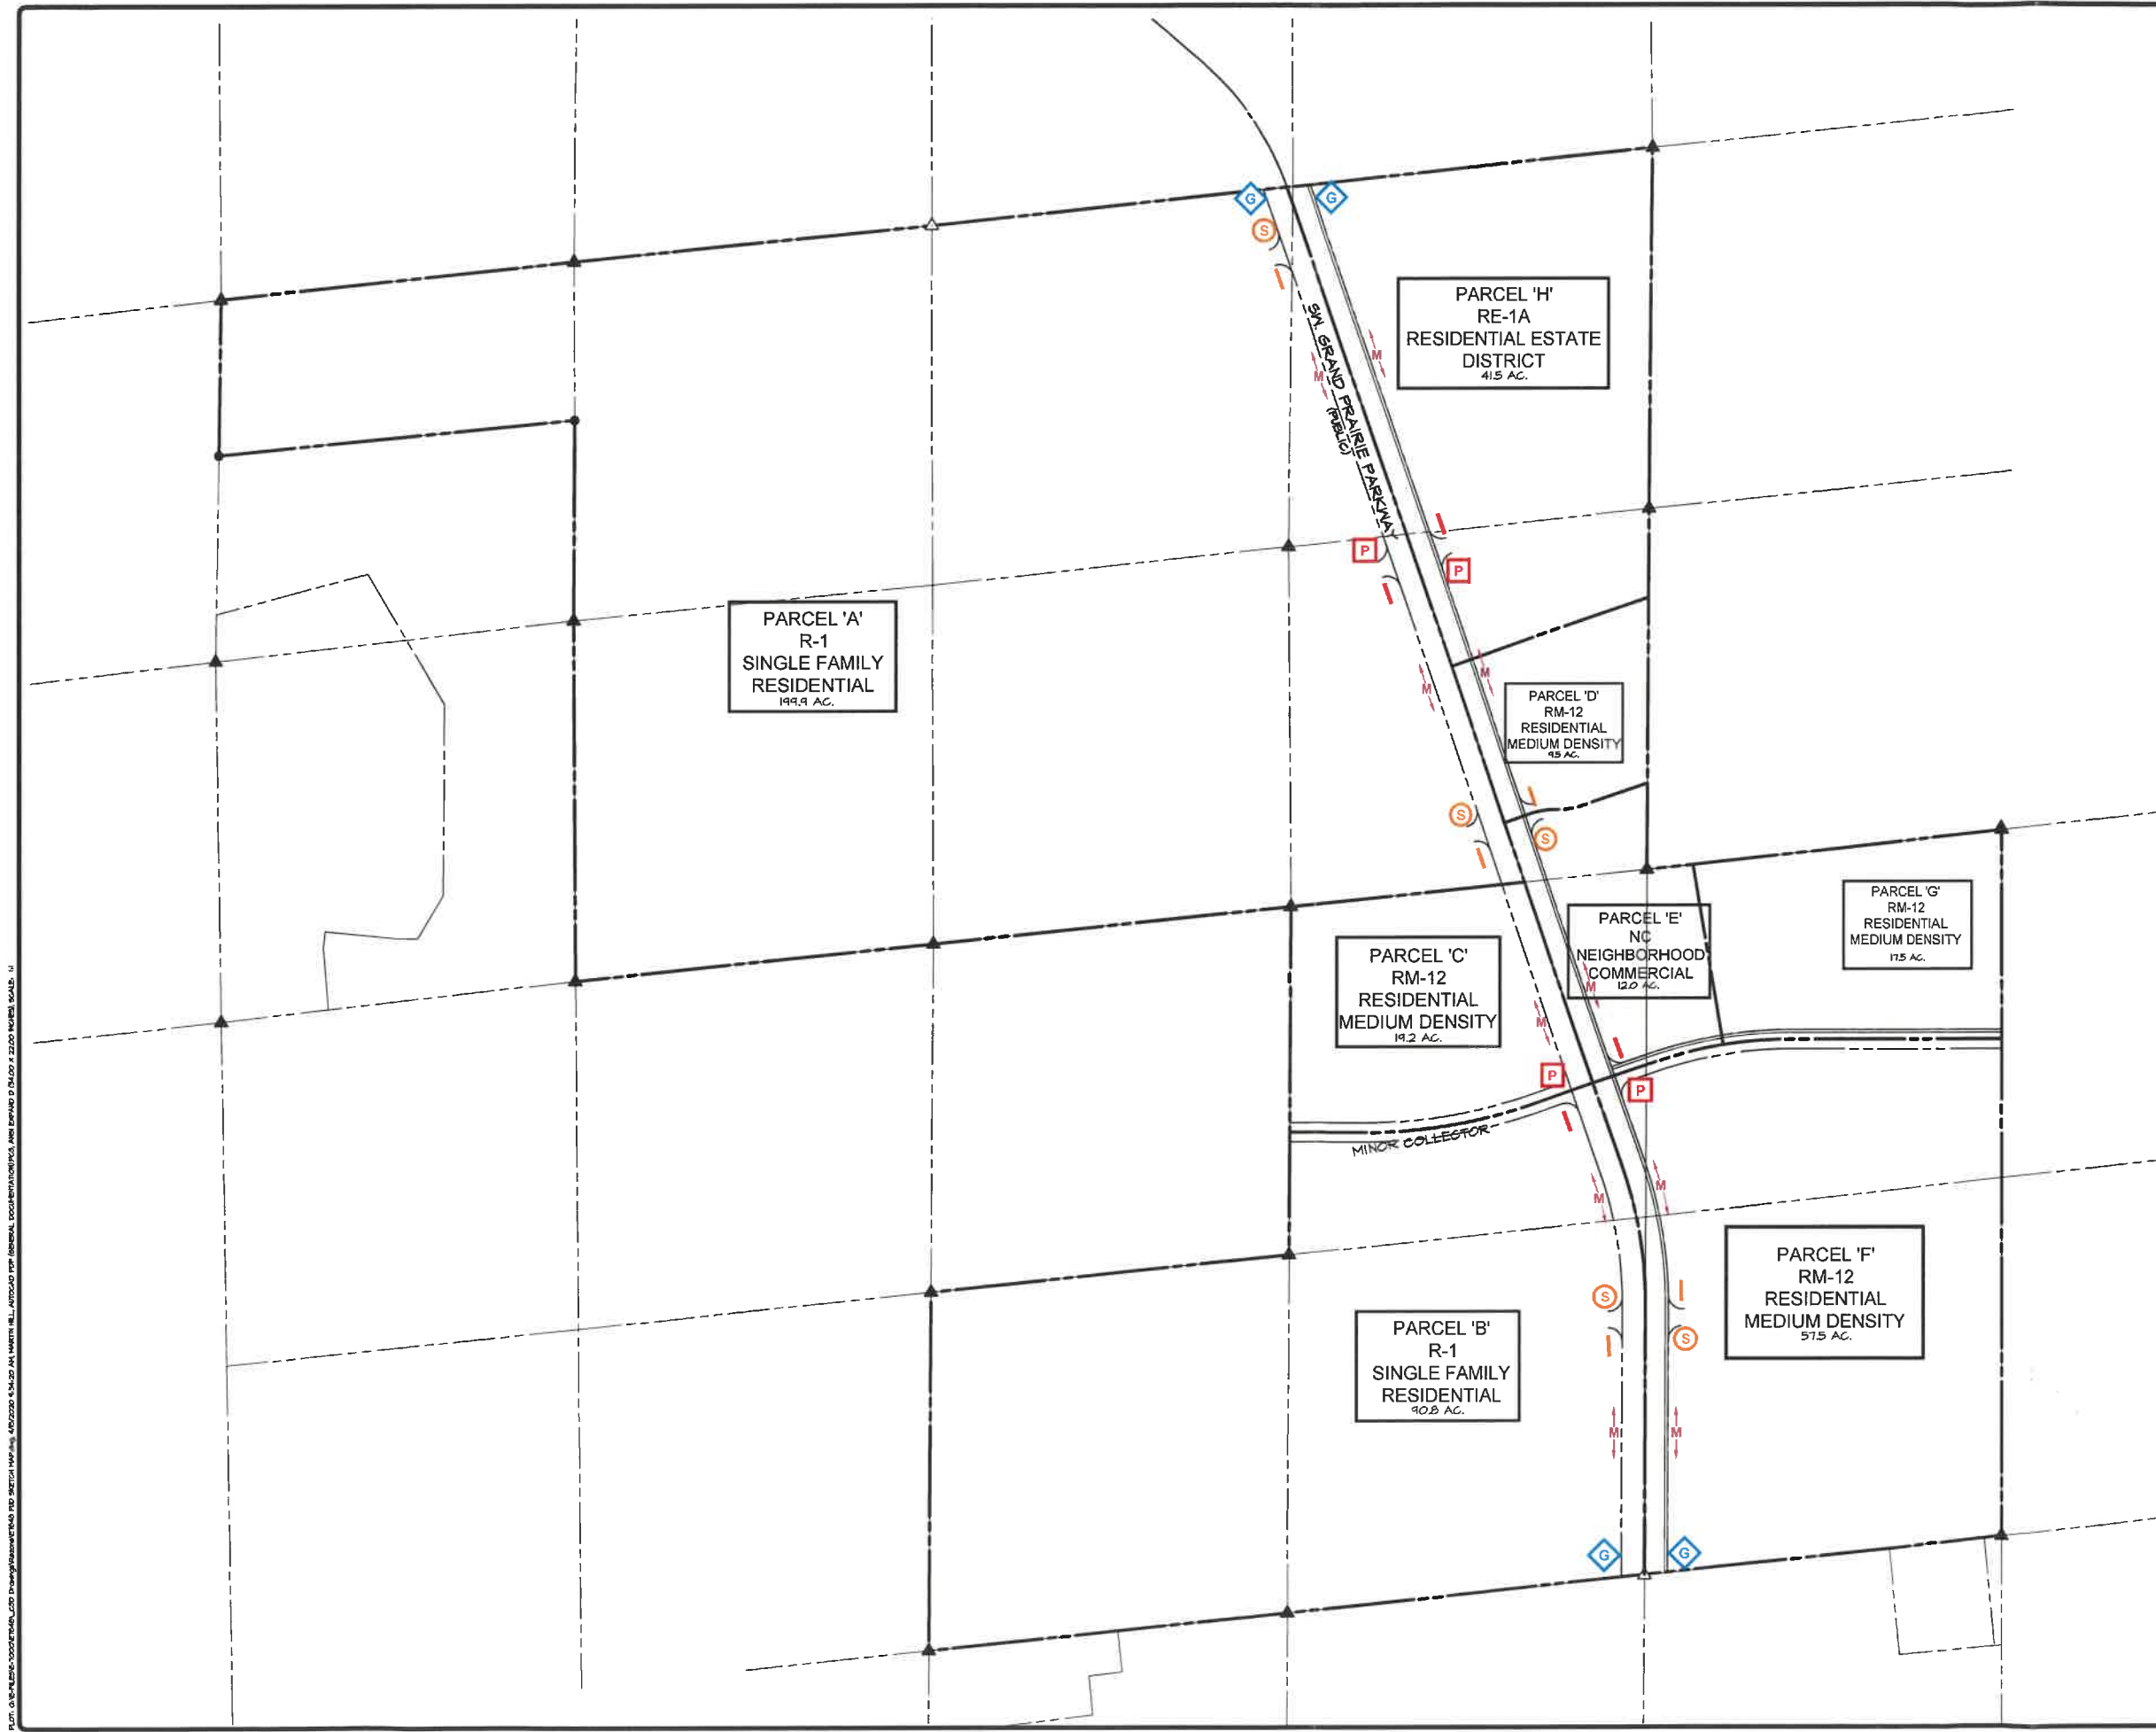 G
G
S
PARCEL 'H'
RE-1A
RESIDENTIAL ESTATE
DISTRICT
41.5 AC.
SW. GRAND PRAIRIE PARKWAY
(PUBLIC)
M
M
P
P
PARCEL 'A'
R-1
SINGLE FAMILY
RESIDENTIAL
199.9 AC.
M
M
PARCEL 'D'
RM-12
RESIDENTIAL
MEDIUM DENSITY
9.5 AC.
S
S
PARCEL 'G'
RM-12
RESIDENTIAL
MEDIUM DENSITY
17.5 AC.
PARCEL 'E'
NC
NEIGHBORHOOD
COMMERCIAL
12.0 AC.
PARCEL 'C'
RM-12
RESIDENTIAL
MEDIUM DENSITY
19.2 AC.
M
M
P
P
MINOR COLLECTOR
M
M
PARCEL 'F'
RM-12
RESIDENTIAL
MEDIUM DENSITY
57.5 AC.
S
S
PARCEL 'B'
R-1
SINGLE FAMILY
RESIDENTIAL
90.8 AC.
M
M
G
G